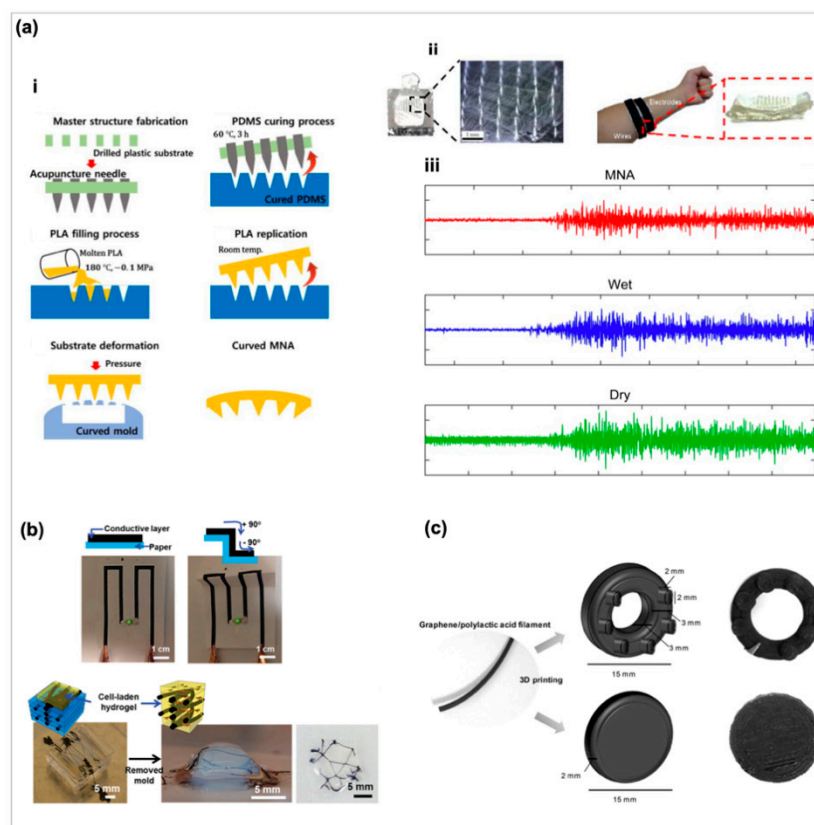 (a)
i
Master structure fabrication
Drilled plastic substrate
Acupuncture needle
PDMS curing process
60 °C, 3 h
Cured PDMS
PLA filling process
Molten PLA
180 °C, −0. 1 MPa
PLA replication
Room temp.
Substrate deformation
Pressure
Curved mold
Curved MNA
ii
1 mm
Electrodes
Wires
iii
MNA
Wet
Dry
(b)
Conductive layer
Paper
+ 90º
- 90º
1 cm
1 cm
Cell-laden
hydrogel
Removed
mold
5 mm
5 mm
5 mm
(c)
Graphene/polylactic acid filament
3D printing
2 mm
2 mm
3 mm
3 mm
15 mm
2 mm
15 mm